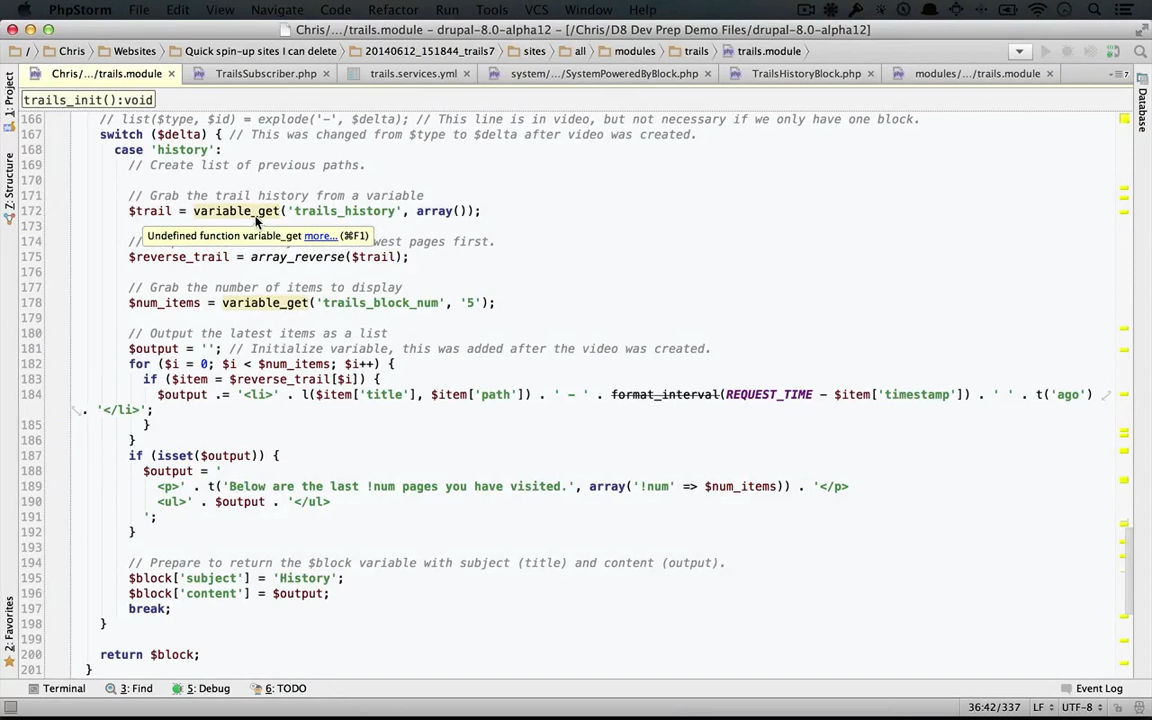 PhpStorm File Edit View Navigate Code Refactor Run Tools VCS Window Help
trails.module - drupal-8.0-alpha12 - [/Chris/D8 Dev Prep Demo Files/drupal-8.0-alpha12]
/ Chris Websites Quick spin-up sites I can delete 20140612_151844_trails7 sites all modules trails trails.module
Chris/.../trails.module TrailsSubscriber.php trails.services.yml system/.../SystemPoweredByBlock.php TrailsHistoryBlock.php modules/.../trails.module
trails_init():void
166 // list($type, $id) = explode('-', $delta); // This line is in video, but not necessary if we only have one block.
167 switch ($delta) { // This was changed from $type to $delta after video was created.
168 case 'history':
169 // Create list of previous paths.
170
171 // Grab the trail history from a variable
172 $trail = variable_get('trails_history', array());
173
Undefined function variable_get more... (⌘F1)
174 // west pages first.
175 $reverse_trail = array_reverse($trail);
176
177 // Grab the number of items to display
178 $num_items = variable_get('trails_block_num', '5');
179
180 // Output the latest items as a list
181 $output = ''; // Initialize variable, this was added after the video was created.
182 for ($i = 0; $i < $num_items; $i++) {
183 if ($item = $reverse_trail[$i]) {
184 $output .= '<li>' . l($item['title'], $item['path']) . ' - ' . format_interval(REQUEST_TIME - $item['timestamp']) . ' ' . t('ago')
. '</li>';
185 }
186 }
187 if (isset($output)) {
188 $output = '
189 <p>' . t('Below are the last !num pages you have visited.', array('!num' => $num_items)) . '</p>
190 <ul>' . $output . '</ul>
191 ';
192 }
193
194 // Prepare to return the $block variable with subject (title) and content (output).
195 $block['subject'] = 'History';
196 $block['content'] = $output;
197 break;
198 }
199
200 return $block;
201 }
1: Project
Z: Structure
2: Favorites
Database
Terminal 3: Find 5: Debug 6: TODO Event Log
36:42/337 LF UTF-8